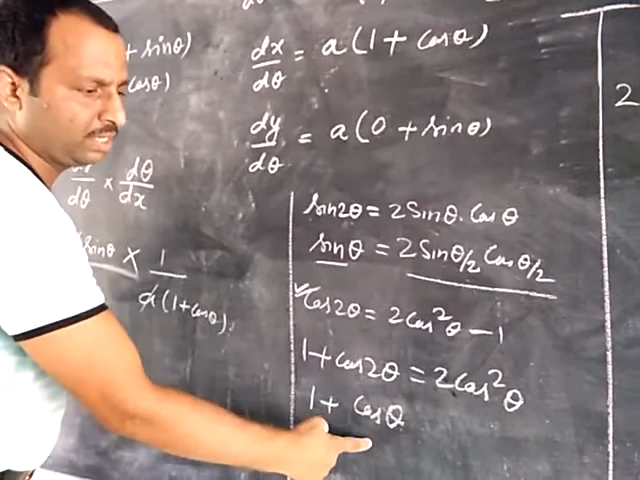 + sinθ)
cosθ)
dx/dθ = a(1 + cosθ)
dy/dθ = a(0 + sinθ)
/dθ × dθ/dx
sinθ × 1/a(1+cosθ).
sin2θ = 2Sinθ. Cosθ
sinθ = 2Sinθ/2 Cosθ/2
✓Cos2θ = 2cos²θ − 1
1 + cos2θ = 2cos²θ
1 + cosθ
2